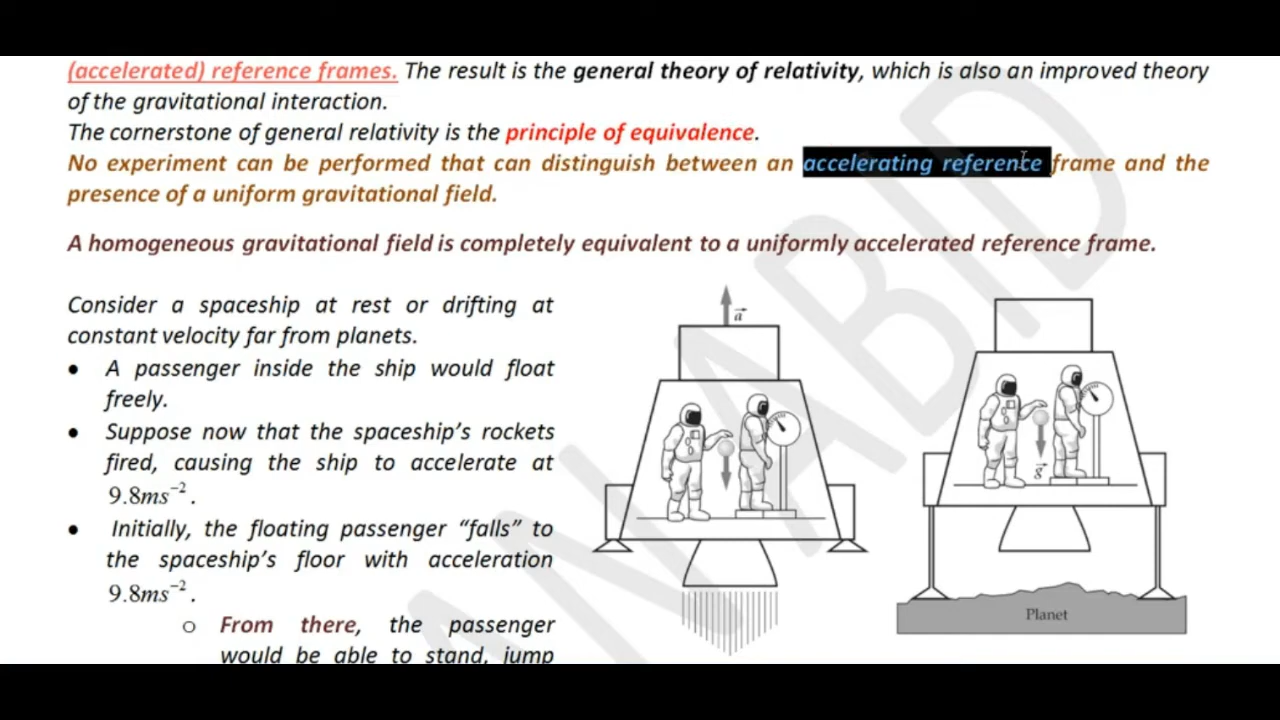 (accelerated) reference frames. The result is the general theory of relativity, which is also an improved theory
of the gravitational interaction.
The cornerstone of general relativity is the principle of equivalence.
No experiment can be performed that can distinguish between an accelerating reference frame and the
presence of a uniform gravitational field.
A homogeneous gravitational field is completely equivalent to a uniformly accelerated reference frame.
Consider a spaceship at rest or drifting at
constant velocity far from planets.
• A passenger inside the ship would float
freely.
• Suppose now that the spaceship’s rockets
fired, causing the ship to accelerate at
9.8ms⁻².
• Initially, the floating passenger “falls” to
the spaceship’s floor with acceleration
9.8ms⁻².
o From there, the passenger
would be able to stand, jump
a⃗
g⃗
Planet
ANABID